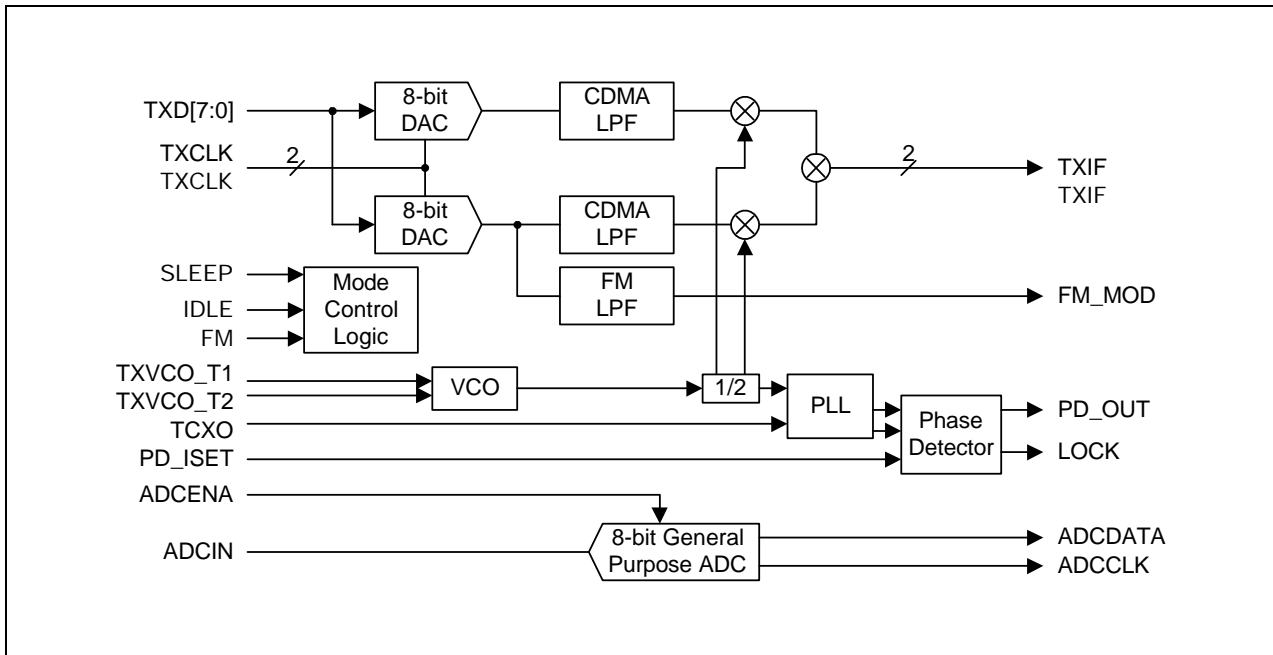 TXD[7:0]
8-bit
DAC
CDMA
LPF
TXCLK
TXCLK
2
2
TXIF
TXIF
8-bit
DAC
CDMA
LPF
SLEEP
IDLE
FM
Mode
Control
Logic
FM
LPF
FM_MOD
TXVCO_T1
TXVCO_T2
VCO
1/2
PLL
TCXO
PD_ISET
Phase
Detector
PD_OUT
LOCK
ADCENA
ADCIN
8-bit General
Purpose ADC
ADCDATA
ADCCLK